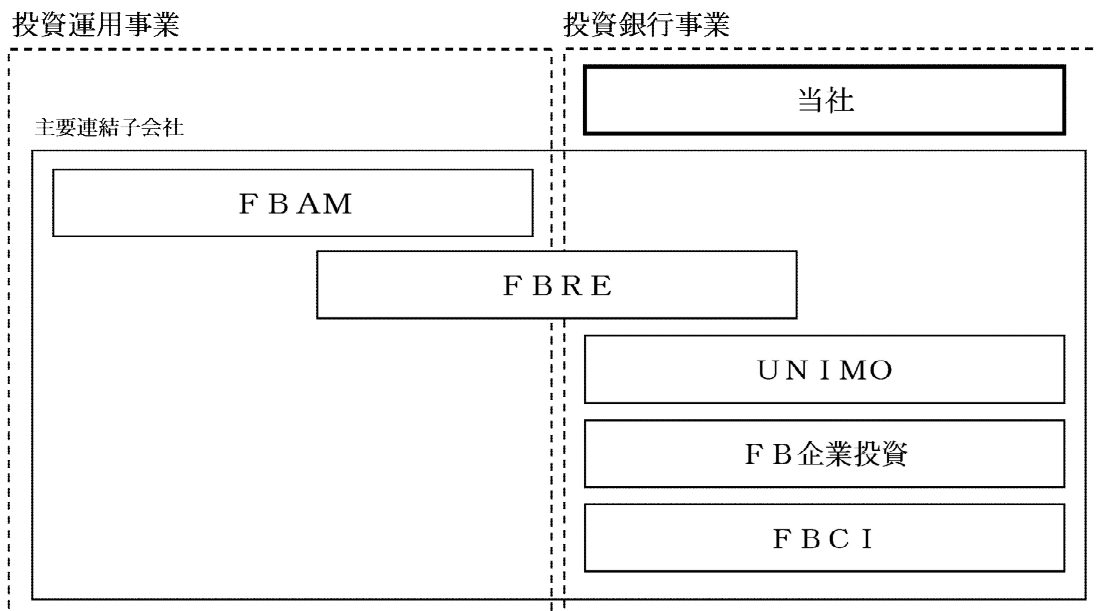 投資運用事業
投資銀行事業
当社
主要連結子会社
ＦＢＡＭ
ＦＢＲＥ
ＵＮＩＭＯ
ＦＢ企業投資
ＦＢＣＩ